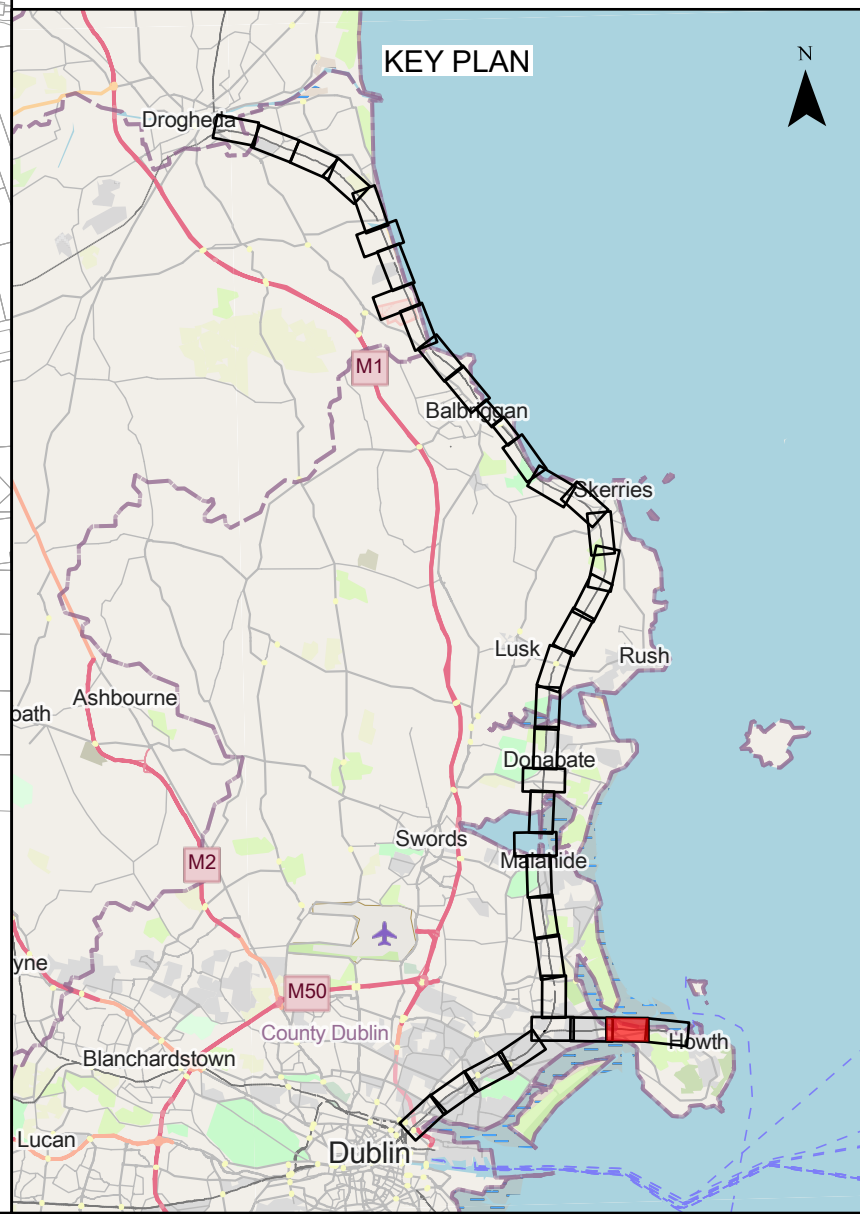 KEY PLAN
N
Drogheda
M1
Balbriggan
Skerries
Lusk
Rush
Ashbourne
oath
Donabate
Swords
M2
Malahide
yne
M50
County Dublin
Howth
Blanchardstown
Lucan
Dublin